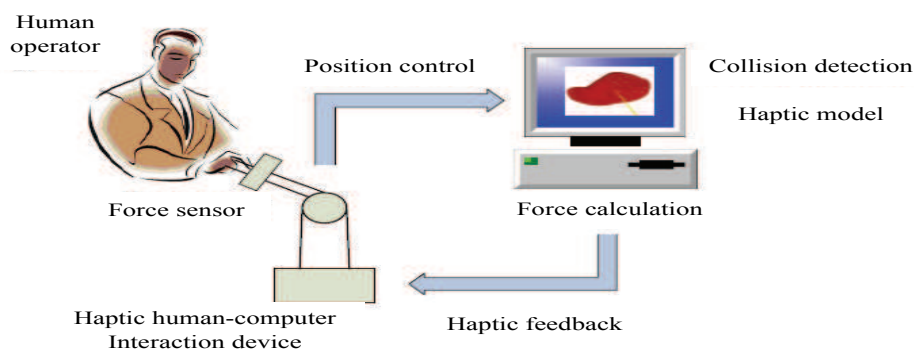 Human
operator
Position control
Collision detection
Haptic model
Force sensor
Force calculation
Haptic human-computer
Interaction device
Haptic feedback